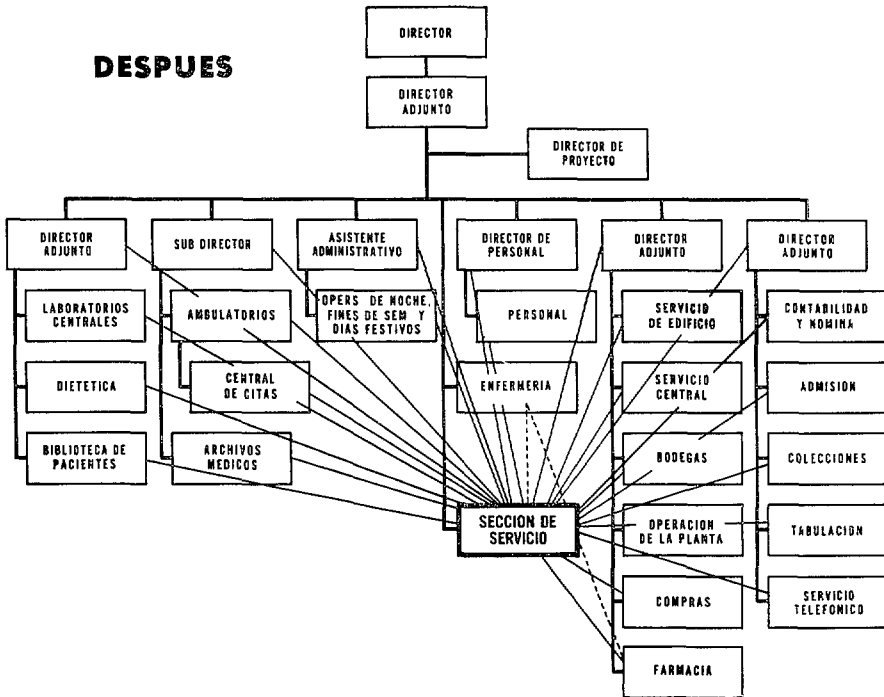 DESPUES
DIRECTOR
DIRECTOR
ADJUNTO
DIRECTOR DE
PROYECTO
DIRECTOR
ADJUNTO
SUB DIRECTOR
ASISTENTE
ADMINISTRATIVO
DIRECTOR DE
PERSONAL
DIRECTOR
ADJUNTO
DIRECTOR
ADJUNTO
LABORATORIOS
CENTRALES
AMBULATORIOS
OPERS DE NOCHE,
FINES DE SEM Y
DIAS FESTIVOS
PERSONAL
SERVICIO
DE EDIFICIO
CONTABILIDAD
Y NOMINA
DIETETICA
CENTRAL
DE CITAS
ENFERMERIA
SERVICIO
CENTRAL
ADMISION
BIBLIOTECA DE
PACIENTES
ARCHIVOS
MEDICOS
BODEGAS
COLECCIONES
SECCION DE
SERVICIO
OPERACION
DE LA PLANTA
TABULACION
COMPRAS
SERVICIO
TELEFONICO
FARMACIA